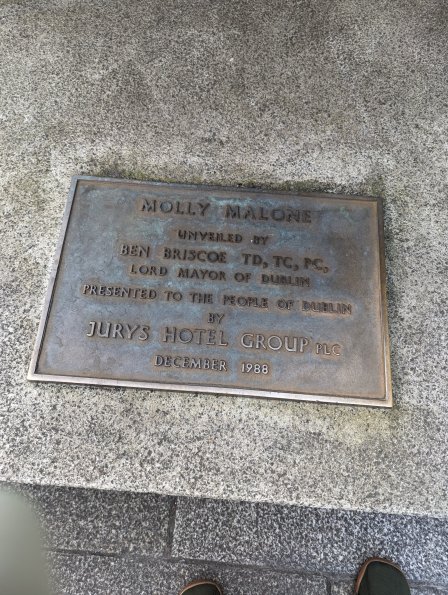 MOLLY MALONE
UNVEILED BY
BEN BRISCOE TD, TC, PC,
LORD MAYOR OF DUBLIN
PRESENTED TO THE PEOPLE OF DUBLIN
BY
JURYS HOTEL GROUP PLC
DECEMBER 1988